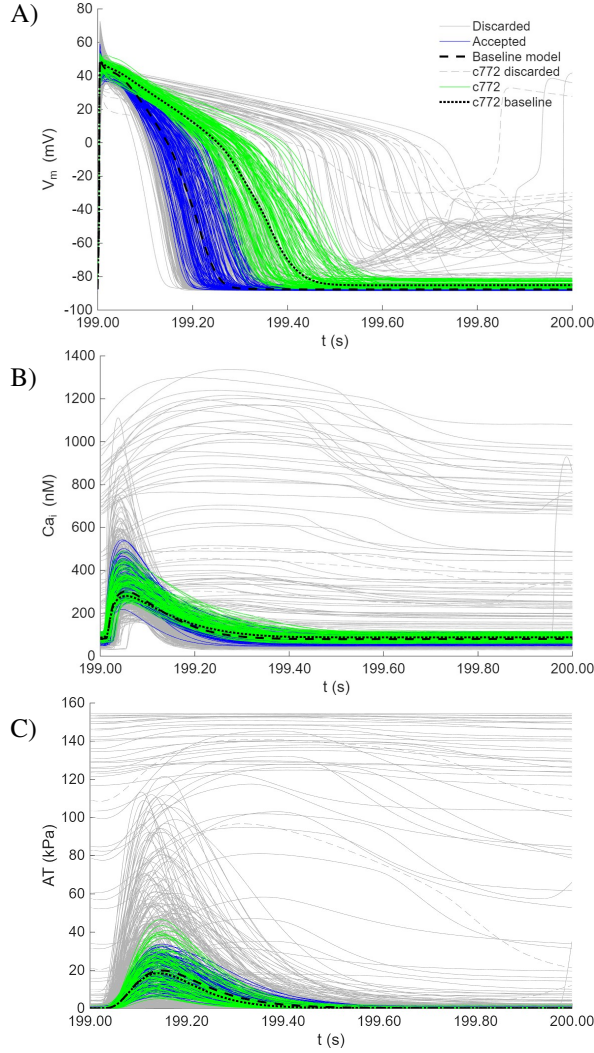 A)
80
60
40
20
0
-20
-40
-60
-80
-100
V_m (mV)
Discarded
Accepted
Baseline model
c772 discarded
c772
c772 baseline
199.00 199.20 199.40 199.60 199.80 200.00
t (s)
B)
1400
1200
1000
800
600
400
200
0
Ca_i (nM)
199.00 199.20 199.40 199.60 199.80 200.00
t (s)
C)
160
140
120
100
80
60
40
20
0
AT (kPa)
199.00 199.20 199.40 199.60 199.80 200.00
t (s)